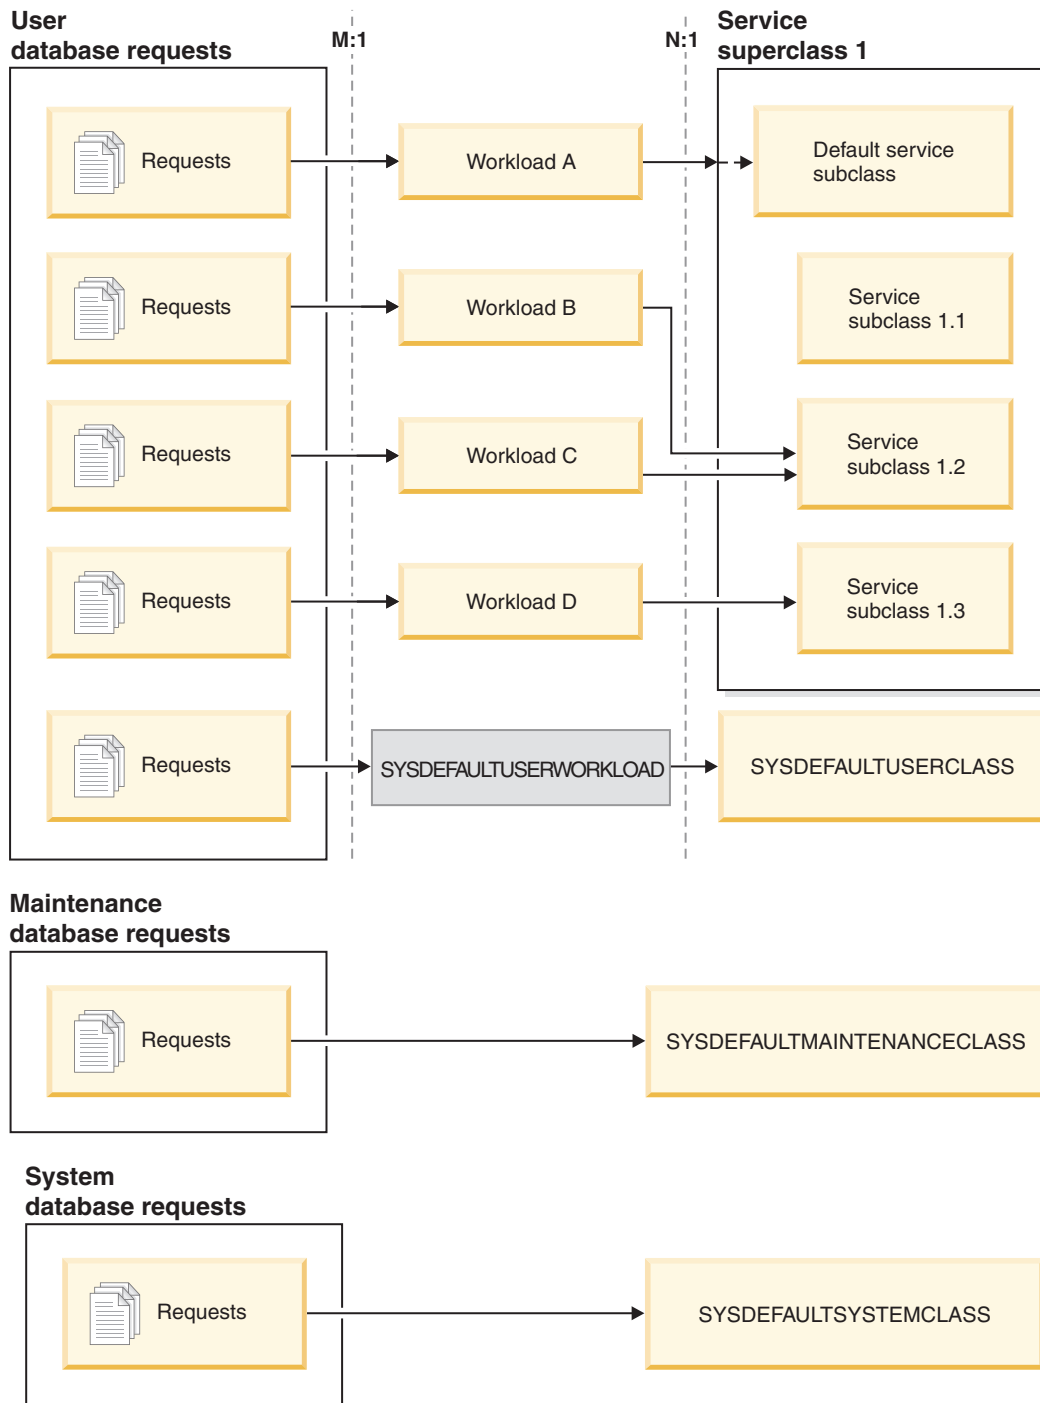 User
database requests
M:1
N:1
Service
superclass 1
Requests
Workload A
Default service
subclass
Requests
Workload B
Service
subclass 1.1
Requests
Workload C
Service
subclass 1.2
Requests
Workload D
Service
subclass 1.3
Requests
SYSDEFAULTUSERWORKLOAD
SYSDEFAULTUSERCLASS
Maintenance
database requests
Requests
SYSDEFAULTMAINTENANCECLASS
System
database requests
Requests
SYSDEFAULTSYSTEMCLASS